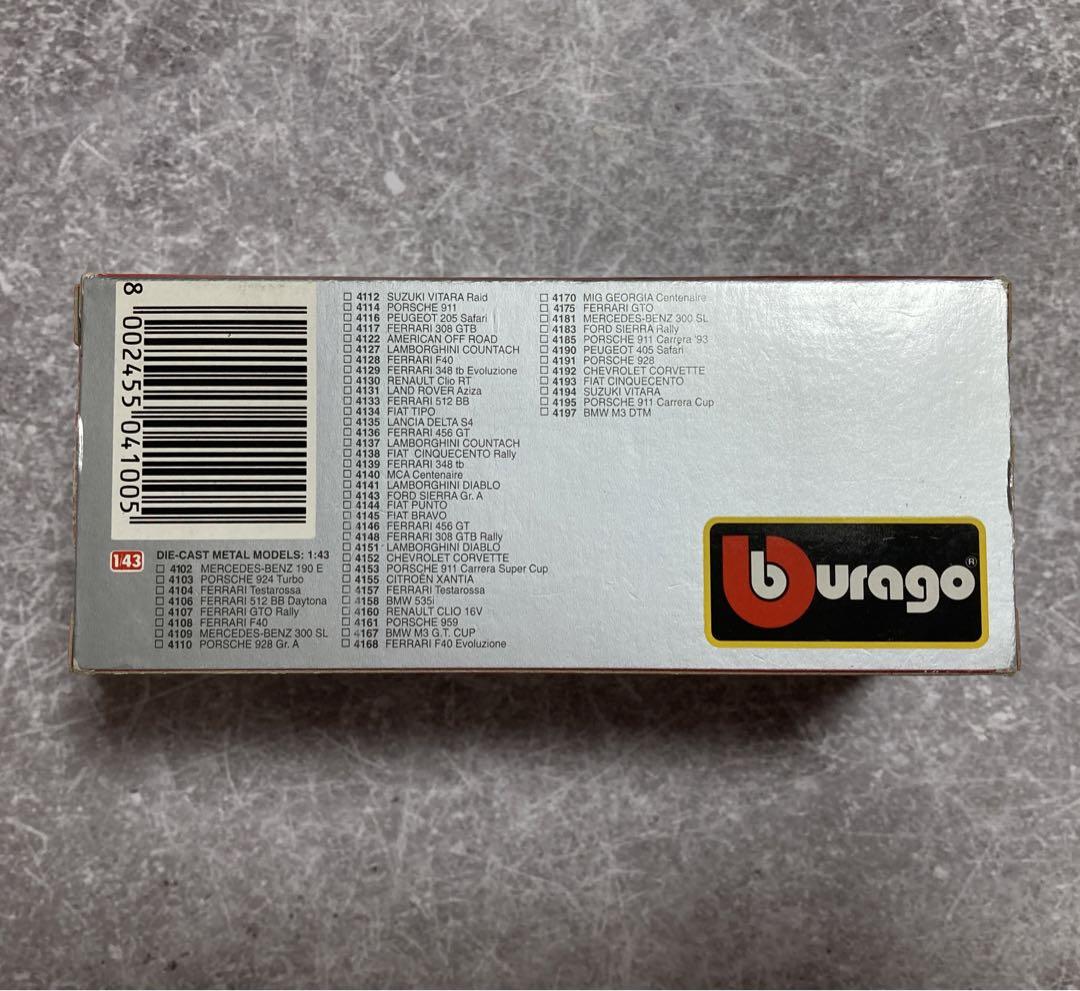 8 002455 041005
1/43 DIE-CAST METAL MODELS: 1:43
4102 MERCEDES-BENZ 190 E
4103 PORSCHE 924 Turbo
4104 FERRARI Testarossa
4106 FERRARI 512 BB Daytona
4107 FERRARI GTO Rally
4108 FERRARI F40
4109 MERCEDES-BENZ 300 SL
4110 PORSCHE 928 Gr. A
4112 SUZUKI VITARA Raid
4114 PORSCHE 911
4116 PEUGEOT 205 Safari
4117 FERRARI 308 GTB
4122 AMERICAN OFF ROAD
4127 LAMBORGHINI COUNTACH
4128 FERRARI F40
4129 FERRARI 348 tb Evoluzione
4130 RENAULT Clio RT
4131 LAND ROVER Aziza
4133 FERRARI 512 BB
4134 FIAT TIPO
4135 LANCIA DELTA S4
4136 FERRARI 456 GT
4137 LAMBORGHINI COUNTACH
4138 FIAT CINQUECENTO Rally
4139 FERRARI 348 tb
4140 MCA Centenaire
4141 LAMBORGHINI DIABLO
4143 FORD SIERRA Gr. A
4144 FIAT PUNTO
4145 FIAT BRAVO
4146 FERRARI 456 GT
4148 FERRARI 308 GTB Rally
4151 LAMBORGHINI DIABLO
4152 CHEVROLET CORVETTE
4153 PORSCHE 911 Carrera Super Cup
4155 CITROËN XANTIA
4157 FERRARI Testarossa
4158 BMW 535i
4160 RENAULT CLIO 16V
4161 PORSCHE 959
4167 BMW M3 G.T. CUP
4168 FERRARI F40 Evoluzione
4170 MIG GEORGIA Centenaire
4175 FERRARI GTO
4181 MERCEDES-BENZ 300 SL
4183 FORD SIERRA Rally
4185 PORSCHE 911 Carrera '93
4190 PEUGEOT 405 Safari
4191 PORSCHE 928
4192 CHEVROLET CORVETTE
4193 FIAT CINQUECENTO
4194 SUZUKI VITARA
4195 PORSCHE 911 Carrera Cup
4197 BMW M3 DTM
burago®